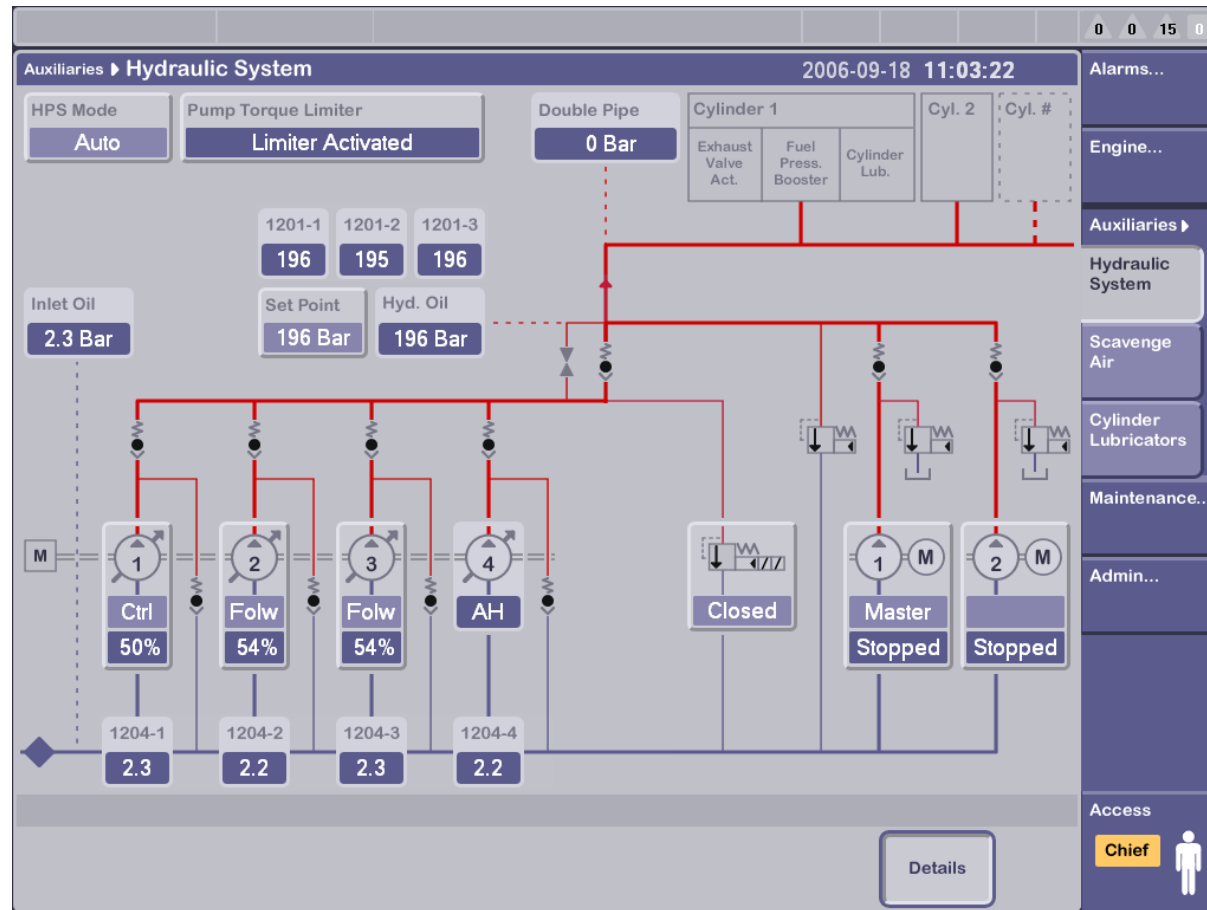 0 0 15 0
Auxiliaries Hydraulic System 2006-09-18 11:03:22
Alarms...
HPS Mode
Auto
Pump Torque Limiter
Limiter Activated
Double Pipe
0 Bar
Cylinder 1
Exhaust
Valve
Act.
Fuel
Press.
Booster
Cylinder
Lub.
Cyl. 2
Cyl. #
Engine...
1201-1 1201-2 1201-3
196 195 196
Auxiliaries
Hydraulic
System
Inlet Oil
2.3 Bar
Set Point
196 Bar
Hyd. Oil
196 Bar
Scavenge
Air
Cylinder
Lubricators
Maintenance..
M
1
Ctrl
50%
2
Folw
54%
3
Folw
54%
4
AH
Closed
1 M
Master
Stopped
2 M
Stopped
Admin...
1204-1 1204-2 1204-3 1204-4
2.3 2.2 2.3 2.2
Access
Chief
Details